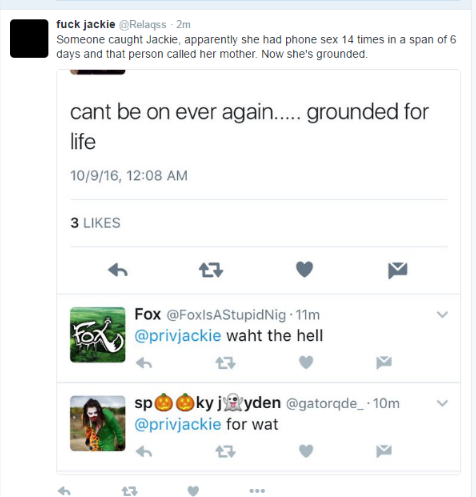 fuck jackie @Relaqss · 2m
Someone caught Jackie, apparently she had phone sex 14 times in a span of 6
days and that person called her mother. Now she's grounded.
cant be on ever again..... grounded for
life
10/9/16, 12:08 AM
3 LIKES
Fox @FoxIsAStupidNig · 11m
FOX
@privjackie waht the hell
sp🎃🎃ky j👻yden @gatorqde_ · 10m
@privjackie for wat